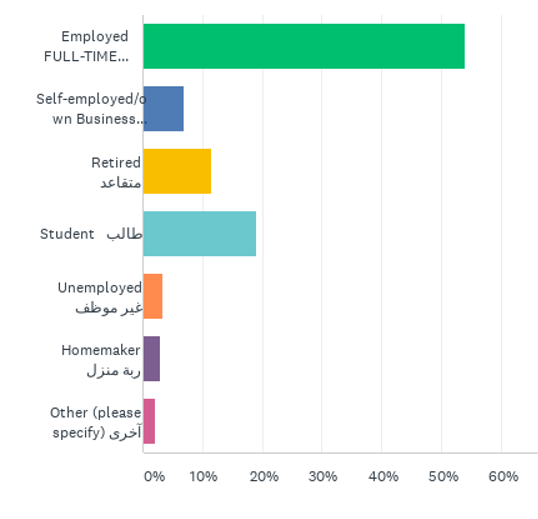 Employed
FULL-TIME...
Self-employed/o
wn Business...
Retired
متقاعد
Student طالب
Unemployed
غير موظف
Homemaker
ربة منزل
Other (please
specify) آخرى
0% 10% 20% 30% 40% 50% 60%